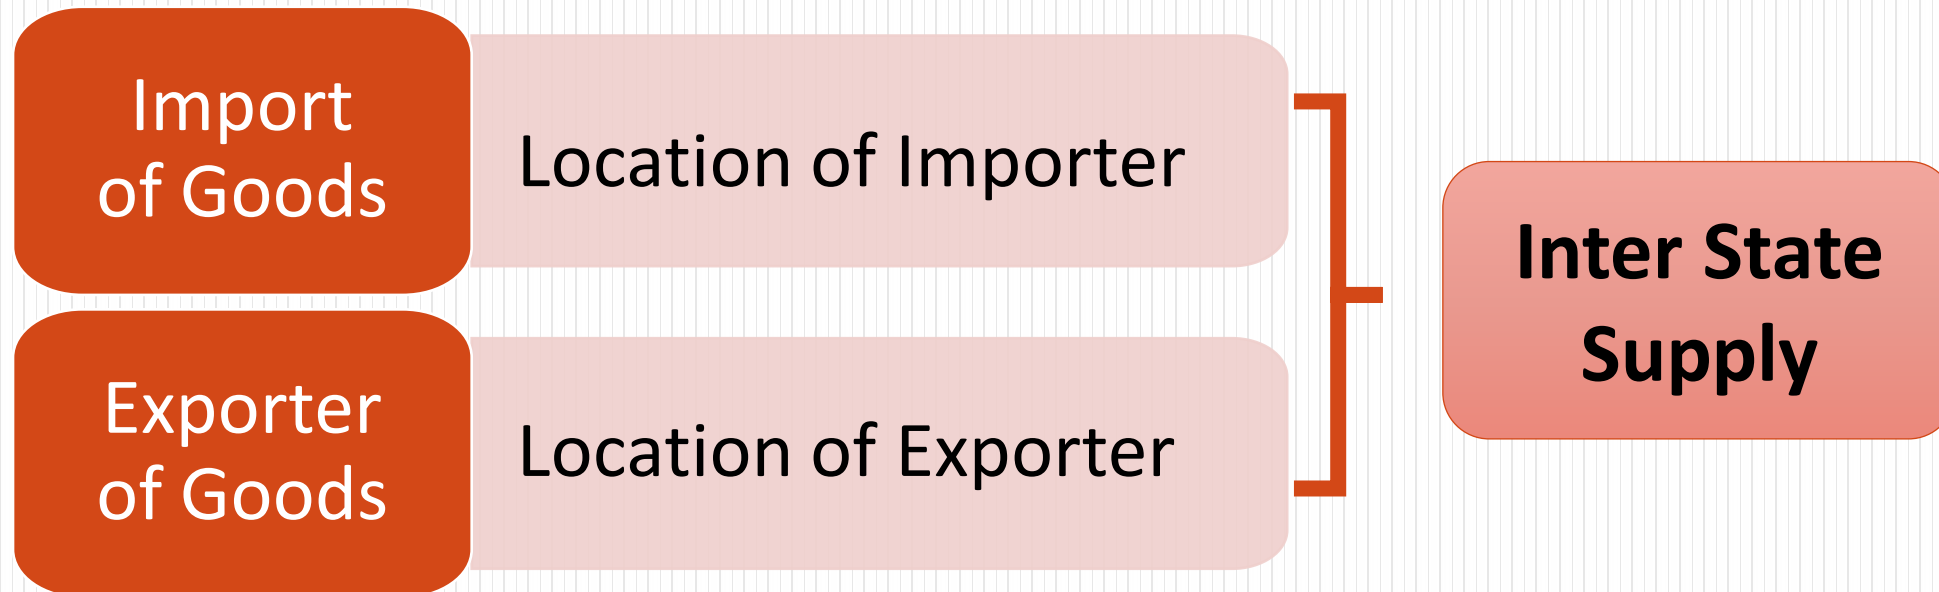 Import
of Goods
Location of Importer
Exporter
of Goods
Location of Exporter
Inter State
Supply